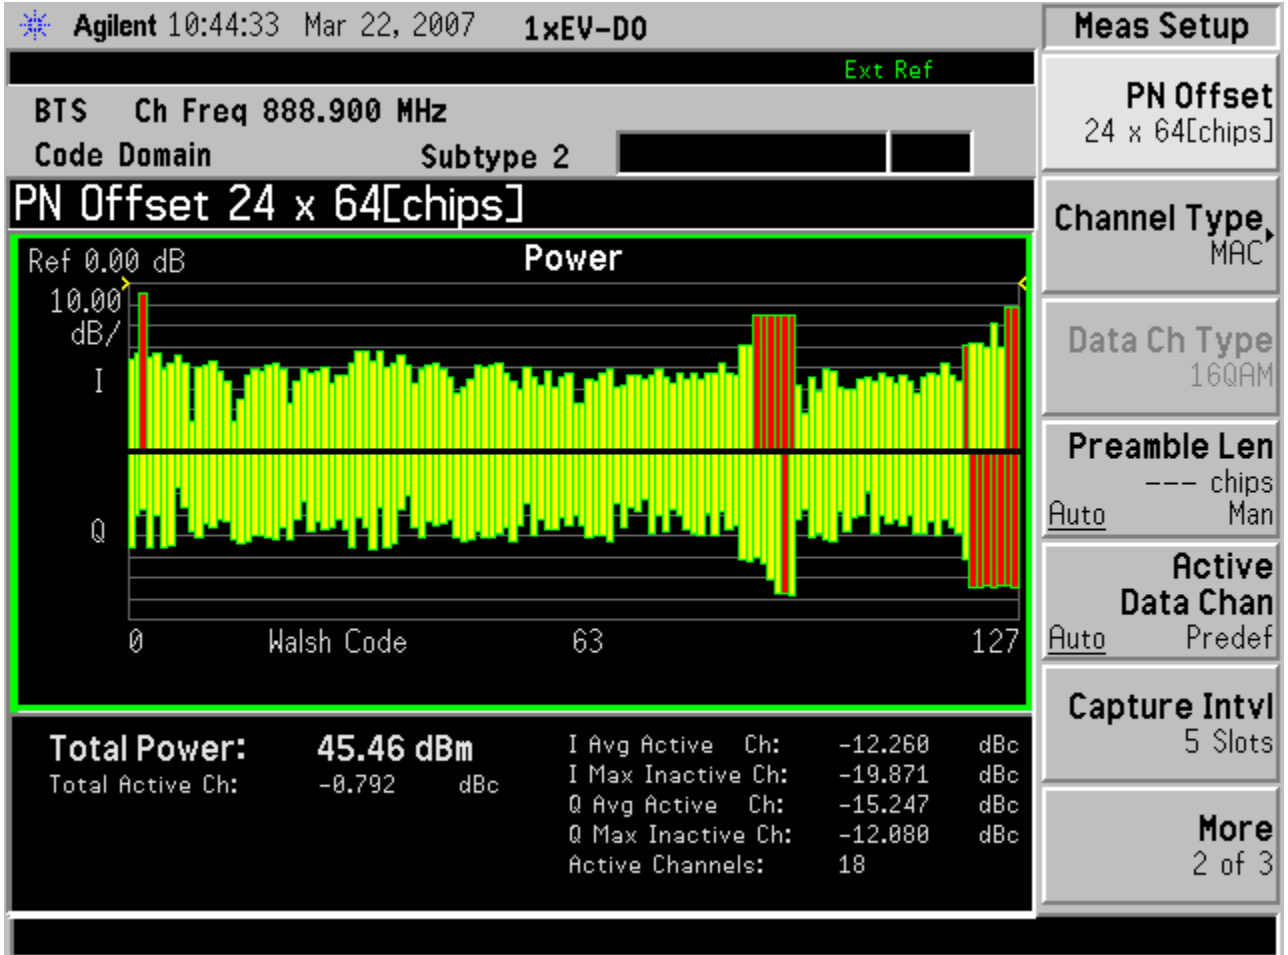 Agilent 10:44:33 Mar 22, 2007 1xEV-DO
Ext Ref
BTS Ch Freq 888.900 MHz
Code Domain Subtype 2
PN Offset 24 x 64[chips]
Ref 0.00 dB Power
10.00
dB/
I
Q
0 Walsh Code 63 127
Total Power: 45.46 dBm
Total Active Ch: -0.792 dBc
I Avg Active Ch: -12.260 dBc
I Max Inactive Ch: -19.871 dBc
Q Avg Active Ch: -15.247 dBc
Q Max Inactive Ch: -12.080 dBc
Active Channels: 18
Meas Setup
PN Offset
24 x 64[chips]
Channel Type
MAC
Data Ch Type
16QAM
Preamble Len
--- chips
Auto Man
Active
Data Chan
Auto Predef
Capture Intvl
5 Slots
More
2 of 3